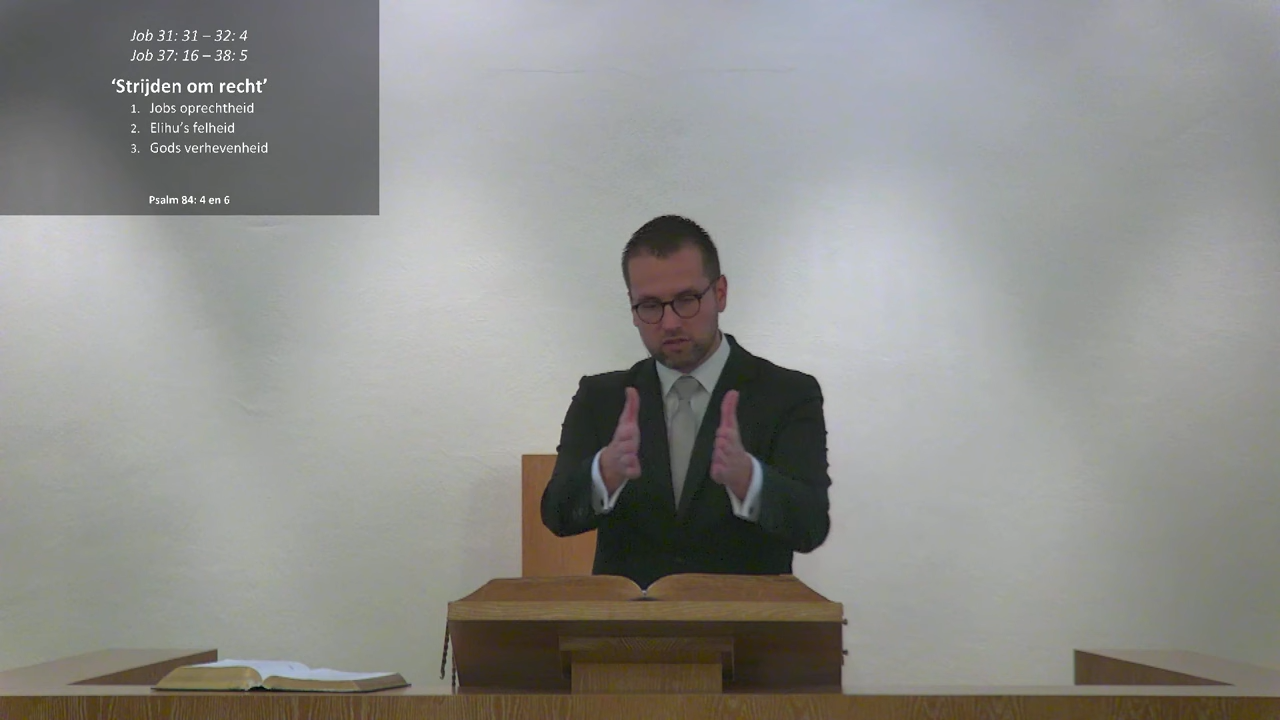 Job 31: 31 – 32: 4
Job 37: 16 – 38: 5
‘Strijden om recht’
1. Jobs oprechtheid
2. Elihu’s felheid
3. Gods verhevenheid
Psalm 84: 4 en 6